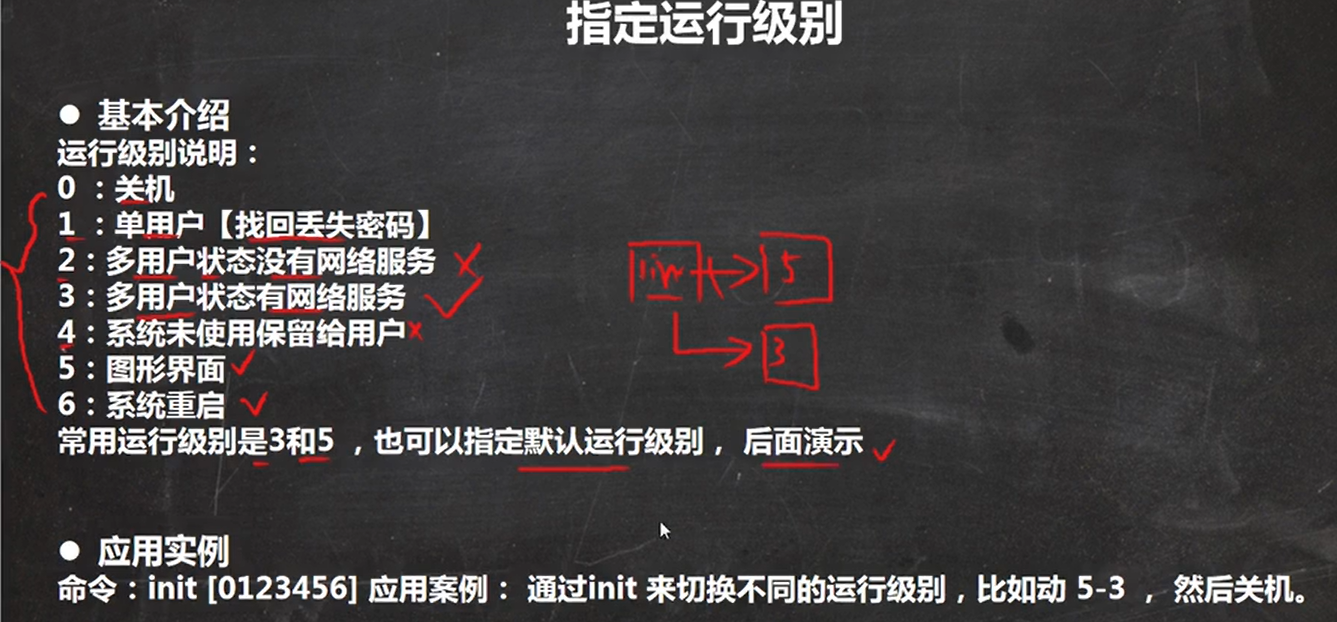 指定运行级别
● 基本介绍
运行级别说明：
0 ：关机
1 ：单用户【找回丢失密码】
2：多用户状态没有网络服务
3：多用户状态有网络服务
4：系统未使用保留给用户
5：图形界面
6：系统重启
常用运行级别是3和5 ，也可以指定默认运行级别， 后面演示
5
3
● 应用实例
命令：init [0123456] 应用案例： 通过init 来切换不同的运行级别，比如动 5-3 ， 然后关机。